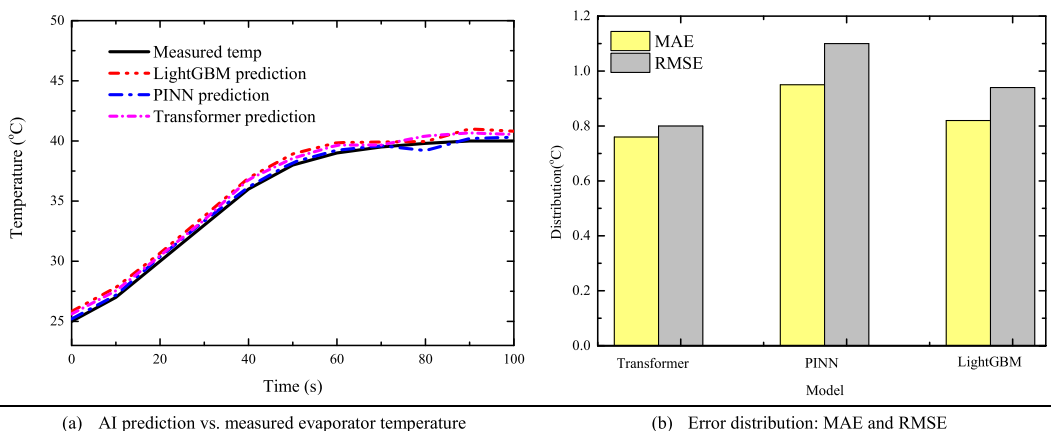 50
45
40
35
30
25
0
20
40
60
80
100
Temperature (°C)
Time (s)
Measured temp
LightGBM prediction
PINN prediction
Transformer prediction
1.2
1.0
0.8
0.6
0.4
0.2
0.0
Distribution(°C)
MAE
RMSE
Transformer
PINN
LightGBM
Model
(a) AI prediction vs. measured evaporator temperature
(b) Error distribution: MAE and RMSE